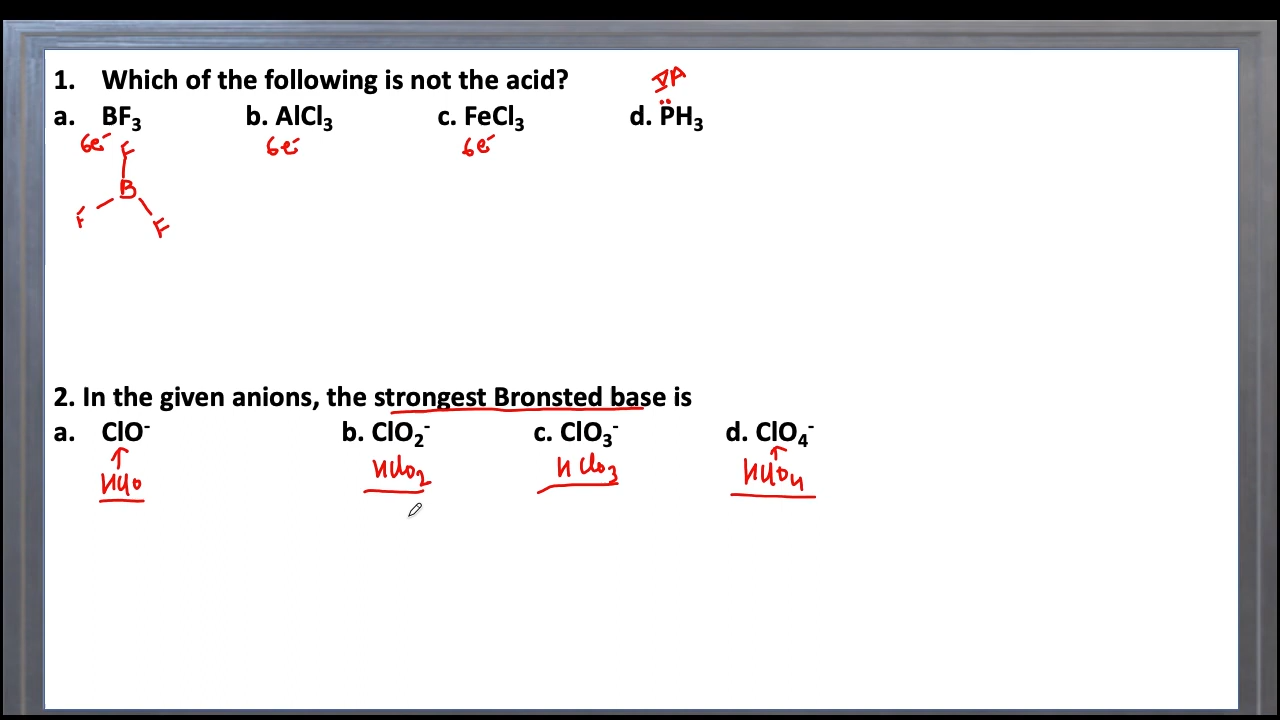 1. Which of the following is not the acid?
VA
a. BF₃ b. AlCl₃ c. FeCl₃ d. P̈H₃
6e⁻ 6e⁻ 6e⁻
F
B
F F
2. In the given anions, the strongest Bronsted base is
a. ClO⁻ b. ClO₂⁻ c. ClO₃⁻ d. ClO₄⁻
HClO HClO₂ HClO₃ HClO₄